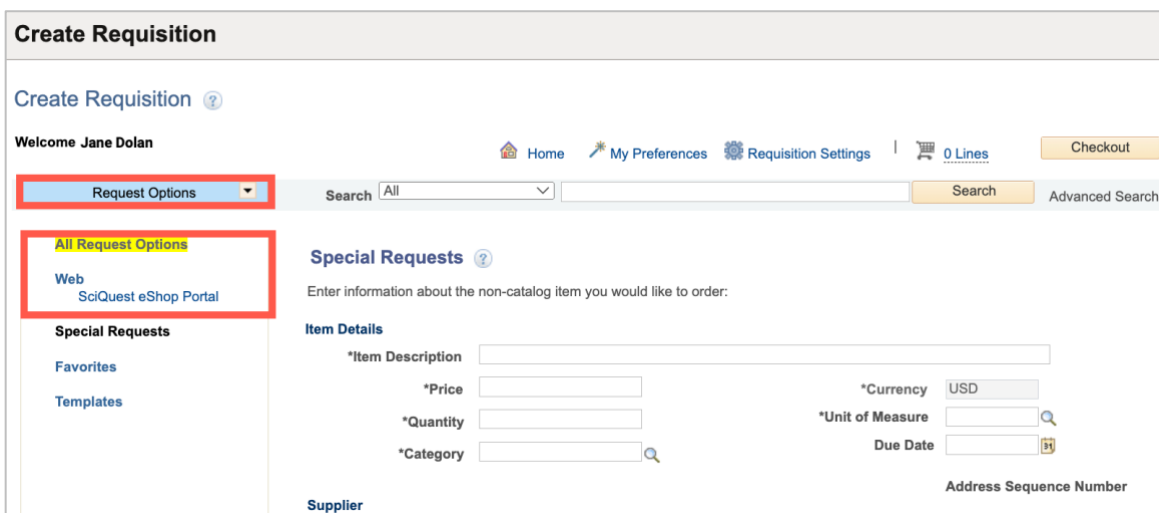 Create Requisition
Create Requisition ?
Welcome Jane Dolan
Home My Preferences Requisition Settings | 0 Lines Checkout
Request Options Search All Search Advanced Search
All Request Options
Web
SciQuest eShop Portal
Special Requests
Favorites
Templates
Special Requests ?
Enter information about the non-catalog item you would like to order:
Item Details
*Item Description
*Price *Currency USD
*Quantity *Unit of Measure
*Category Due Date 31
Address Sequence Number
Supplier